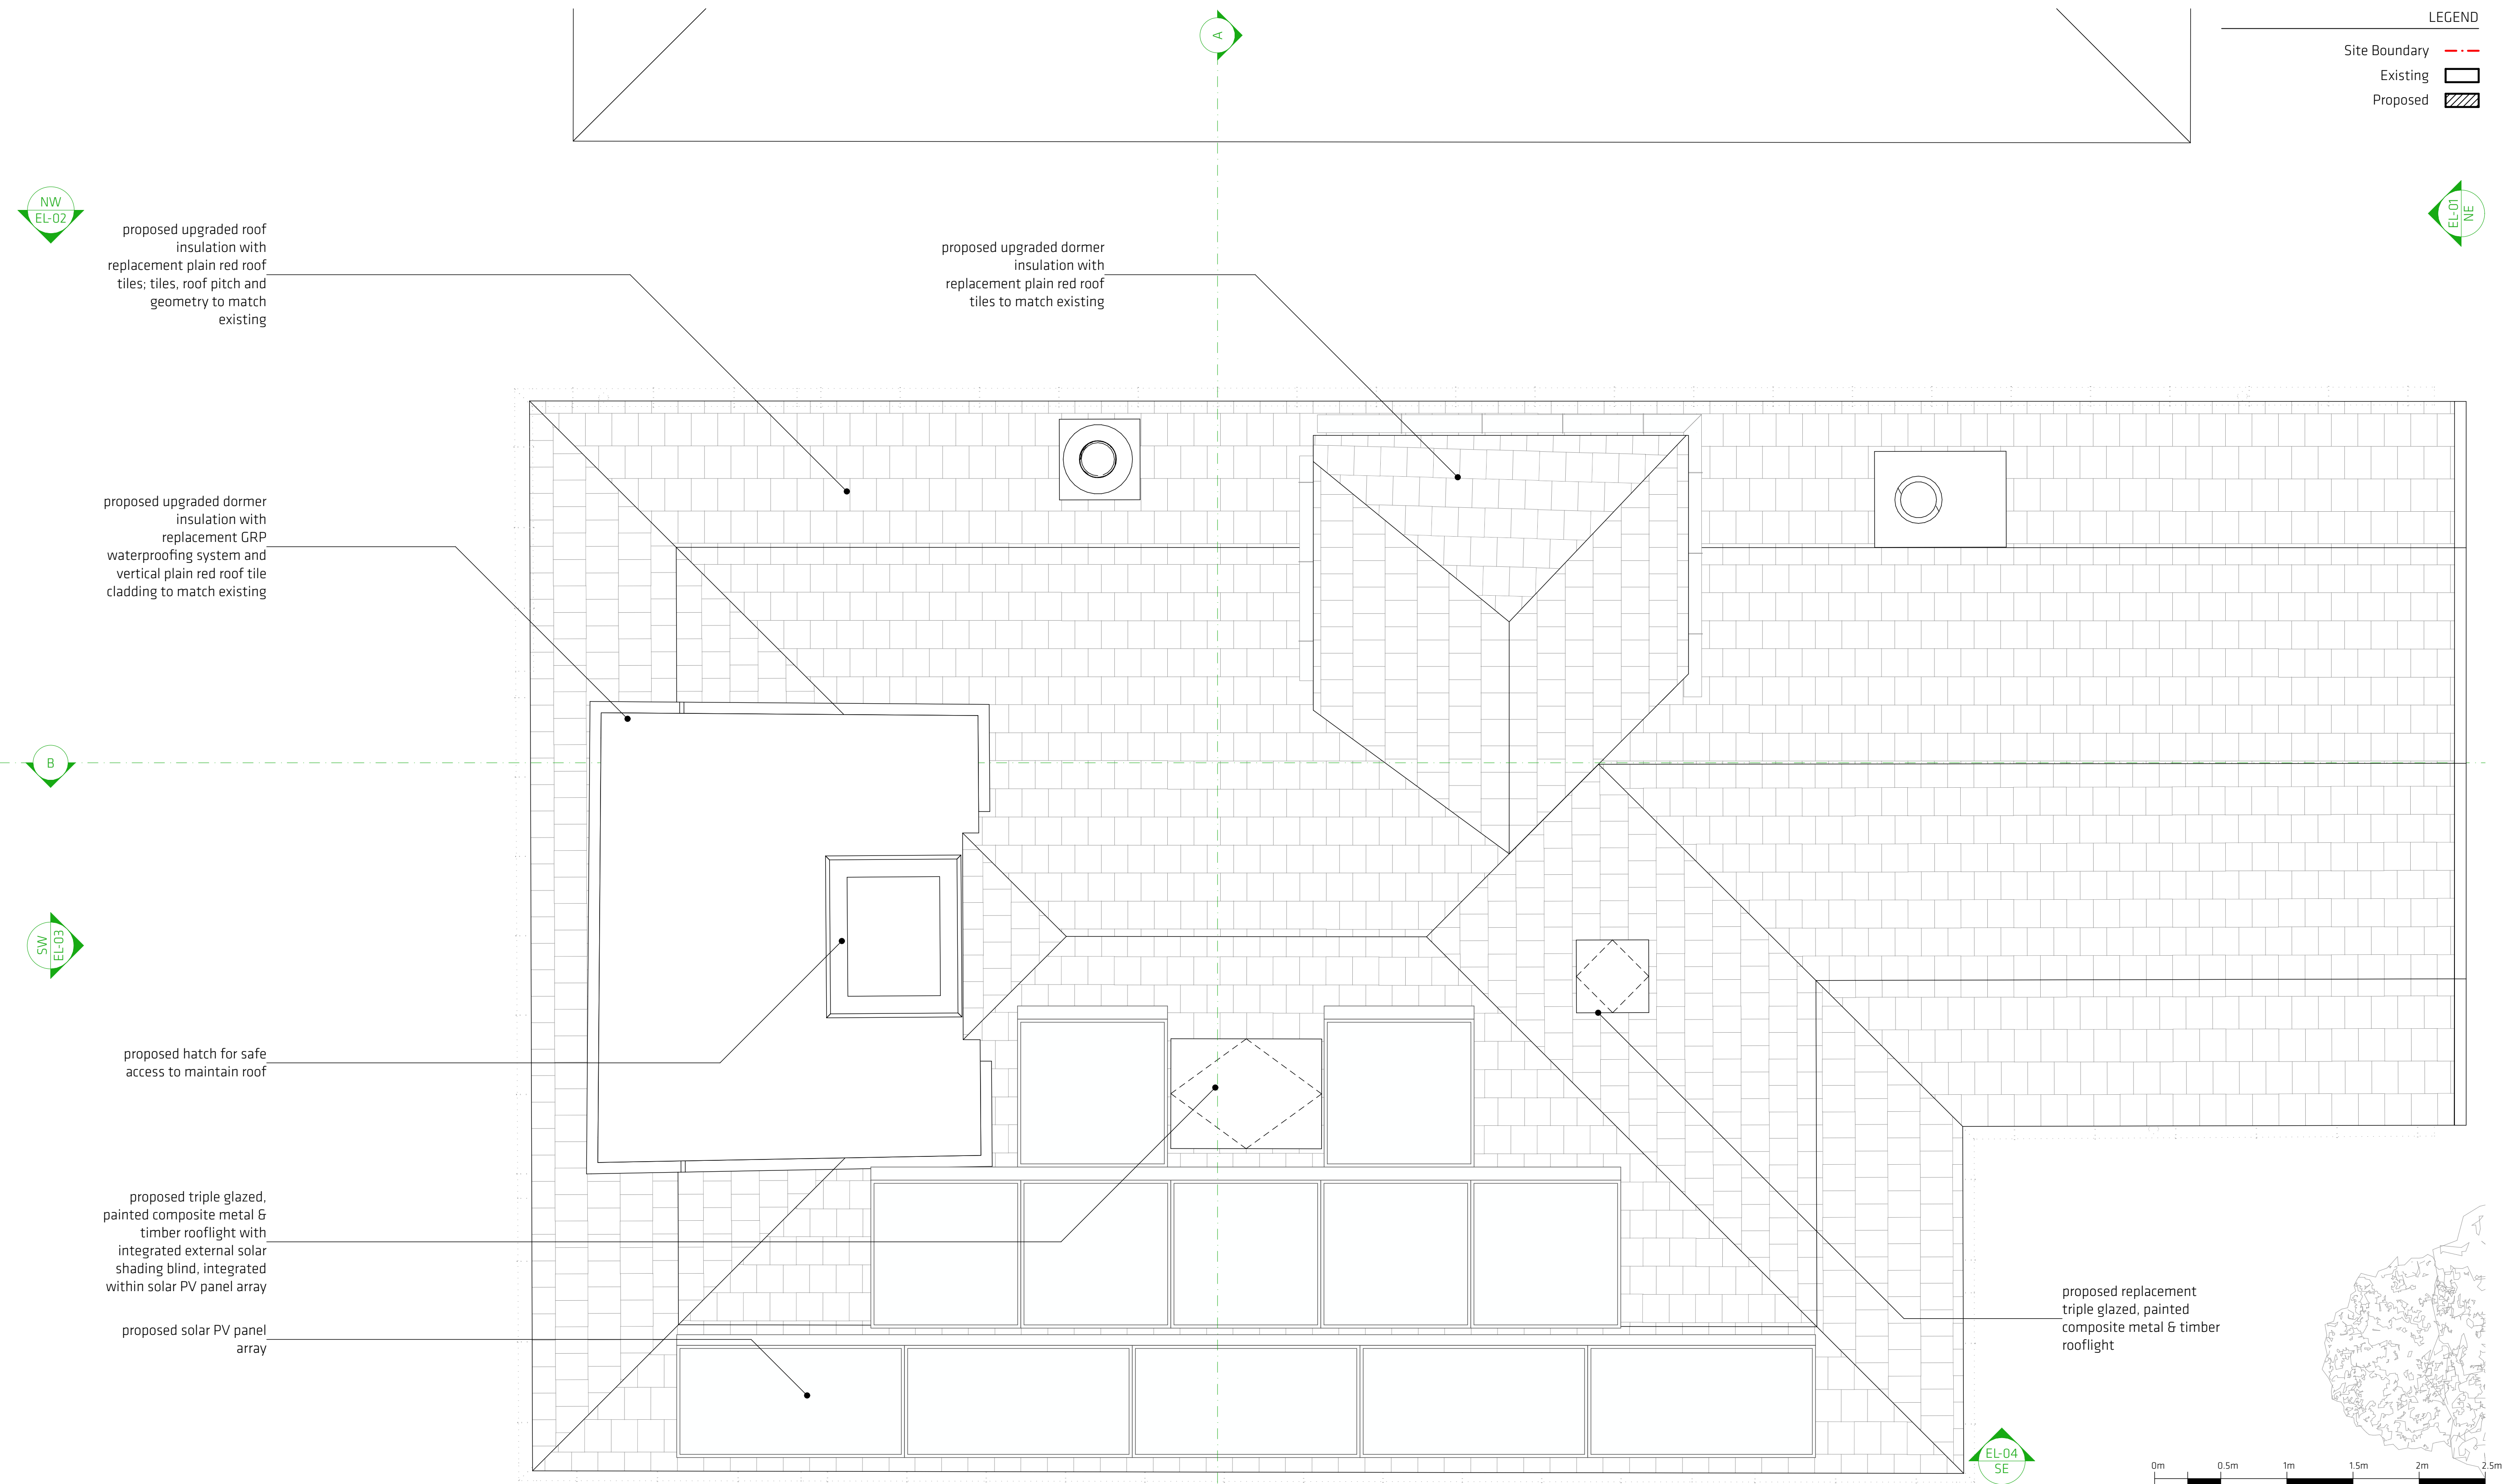 A
LEGEND
Site Boundary
Existing
Proposed
NW
EL-02
EL-01
NE
proposed upgraded roof
insulation with
replacement plain red roof
tiles; tiles, roof pitch and
geometry to match
existing
proposed upgraded dormer
insulation with
replacement plain red roof
tiles to match existing
proposed upgraded dormer
insulation with
replacement GRP
waterproofing system and
vertical plain red roof tile
cladding to match existing
B
SW
EL-03
proposed hatch for safe
access to maintain roof
proposed triple glazed,
painted composite metal &
timber rooflight with
integrated external solar
shading blind, integrated
within solar PV panel array
proposed solar PV panel
array
proposed replacement
triple glazed, painted
composite metal & timber
rooflight
EL-04
SE
0m 0.5m 1m 1.5m 2m 2.5m